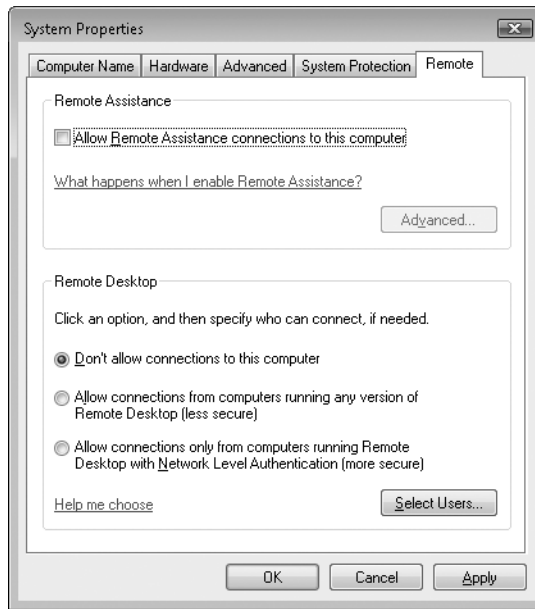 System Properties
Computer Name
Hardware
Advanced
System Protection
Remote
Remote Assistance
Allow Remote Assistance connections to this computer
What happens when I enable Remote Assistance?
Advanced...
Remote Desktop
Click an option, and then specify who can connect, if needed.
Don't allow connections to this computer
Allow connections from computers running any version of
Remote Desktop (less secure)
Allow connections only from computers running Remote
Desktop with Network Level Authentication (more secure)
Help me choose
Select Users...
OK
Cancel
Apply